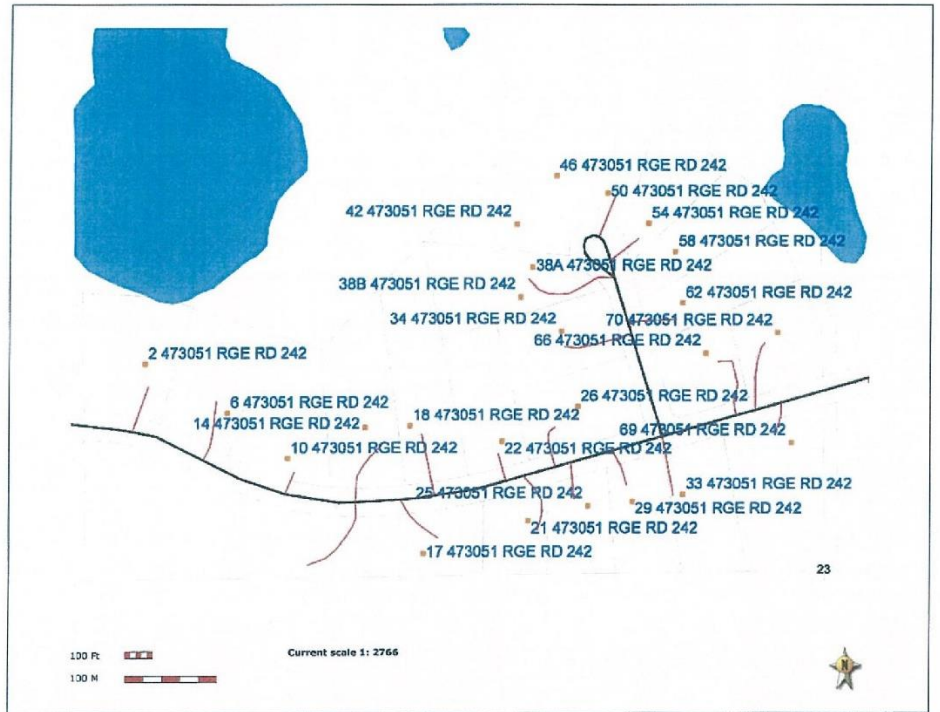 46 473051 RGE RD 242
50 473051 RGE RD 242
42 473051 RGE RD 242
54 473051 RGE RD 242
58 473051 RGE RD 242
38A 473051 RGE RD 242
38B 473051 RGE RD 242
62 473051 RGE RD 242
34 473051 RGE RD 242
70 473051 RGE RD 242
66 473051 RGE RD 242
2 473051 RGE RD 242
6 473051 RGE RD 242
26 473051 RGE RD 242
14 473051 RGE RD 242
18 473051 RGE RD 242
69 473051 RGE RD 242
10 473051 RGE RD 242
22 473051 RGE RD 242
33 473051 RGE RD 242
25 473051 RGE RD 242
29 473051 RGE RD 242
21 473051 RGE RD 242
17 473051 RGE RD 242
23
100 Ft
Current scale 1: 2766
100 M
N